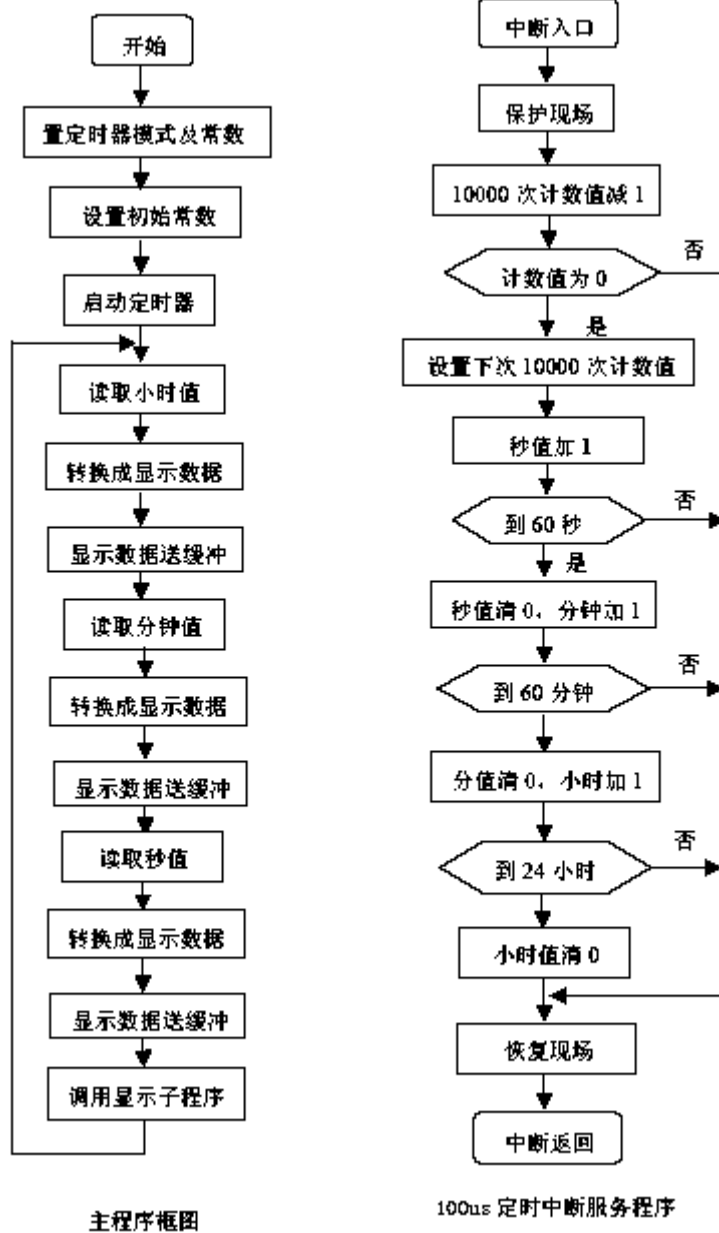 开始
置定时器模式及常数
设置初始常数
启动定时器
读取小时值
转换成显示数据
显示数据送缓冲
读取分钟值
转换成显示数据
显示数据送缓冲
读取秒值
转换成显示数据
显示数据送缓冲
调用显示子程序
主程序框图
中断入口
保护现场
10000 次计数值减 1
计数值为 0
否
是
设置下次 10000 次计数值
秒值加 1
到 60 秒
否
是
秒值清 0，分钟加 1
到 60 分钟
否
分值清 0，小时加 1
到 24 小时
否
小时值清 0
恢复现场
中断返回
100us 定时中断服务程序